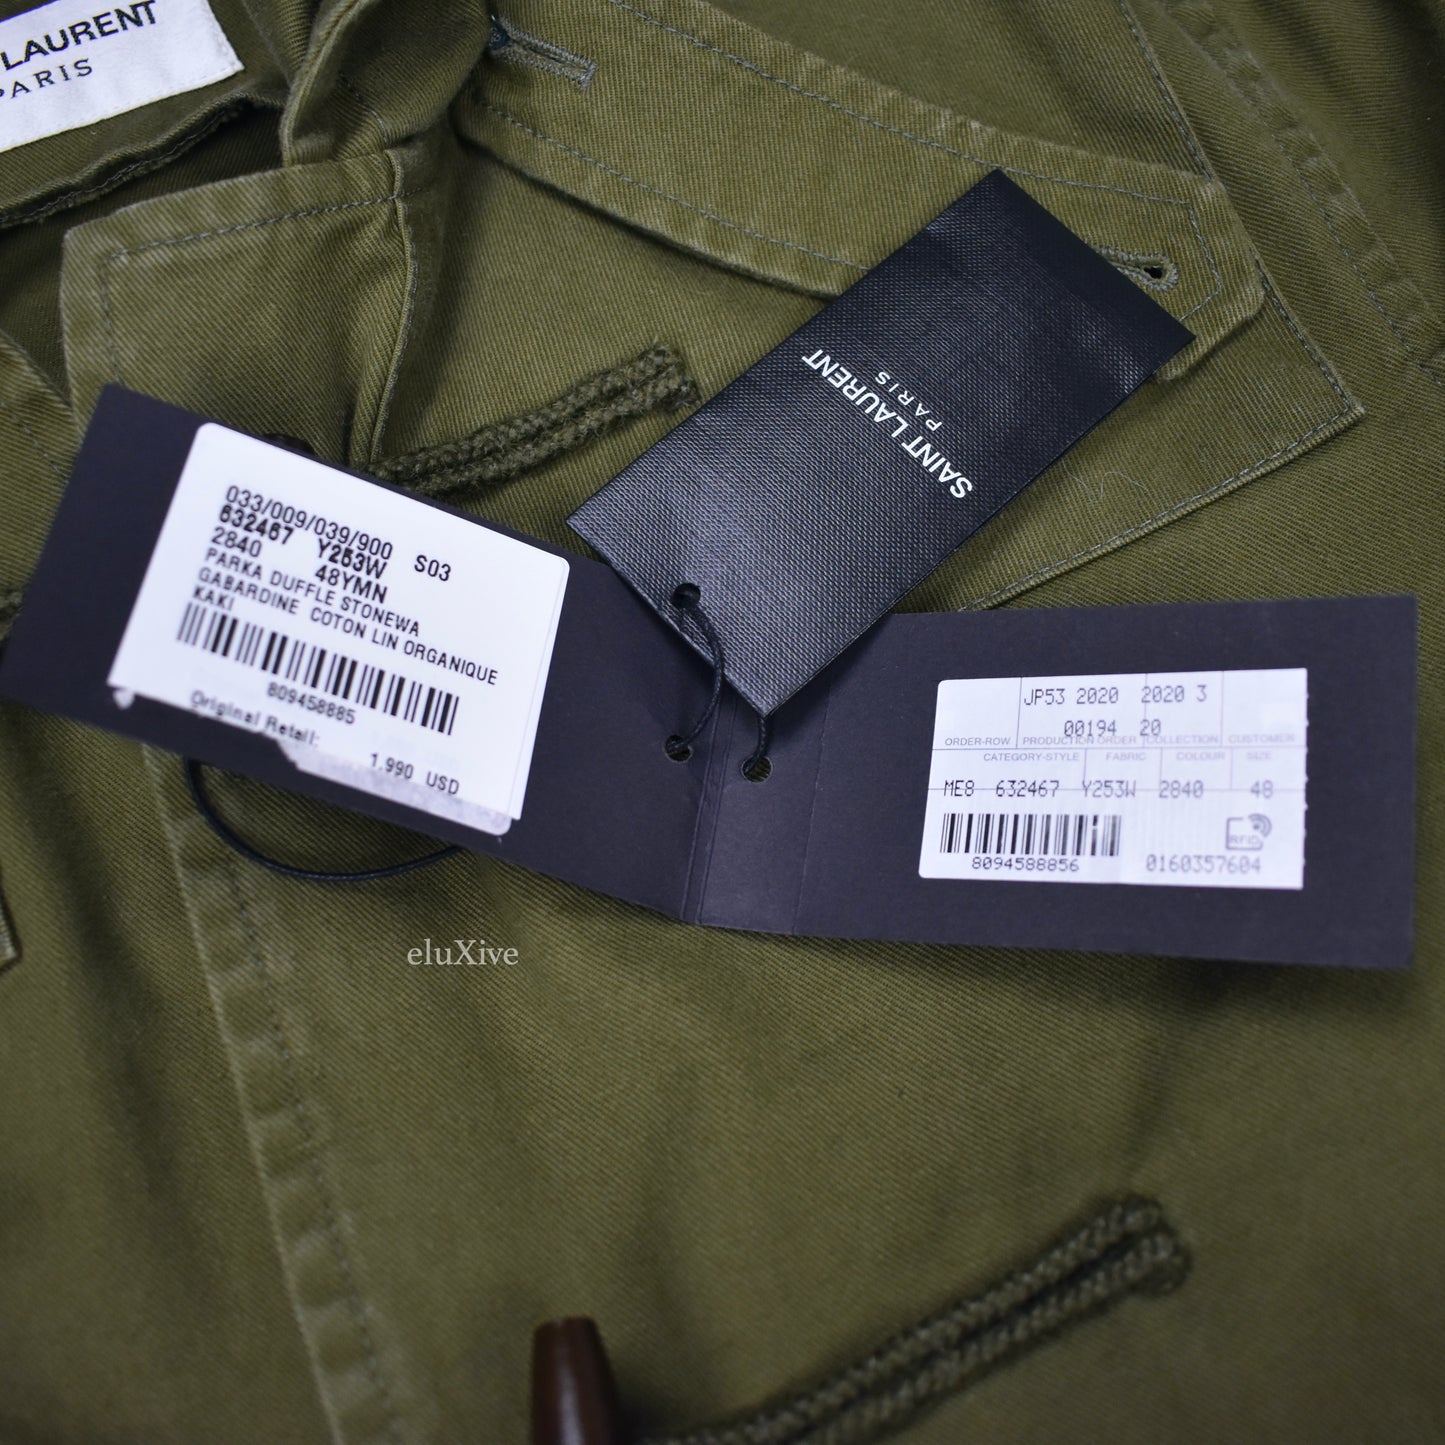 LAURENT
PARIS
SAINT LAURENT
PARIS
033/009/039/900 S03
632467 Y253W
2840 48YMN
PARKA DUFFLE STONEWA
GABARDINE COTON LIN ORGANIQUE
KAKI
809458885
Original Retail:
1,990 USD
JP53 2020 2020 3
00194 20
ORDER-ROW PRODUCTION ORDER COLLECTION CUSTOMER
CATEGORY-STYLE FABRIC COLOUR SIZE
ME8 632467 Y253W 2840 48
RFID
8094588856 0160357604
eluXive